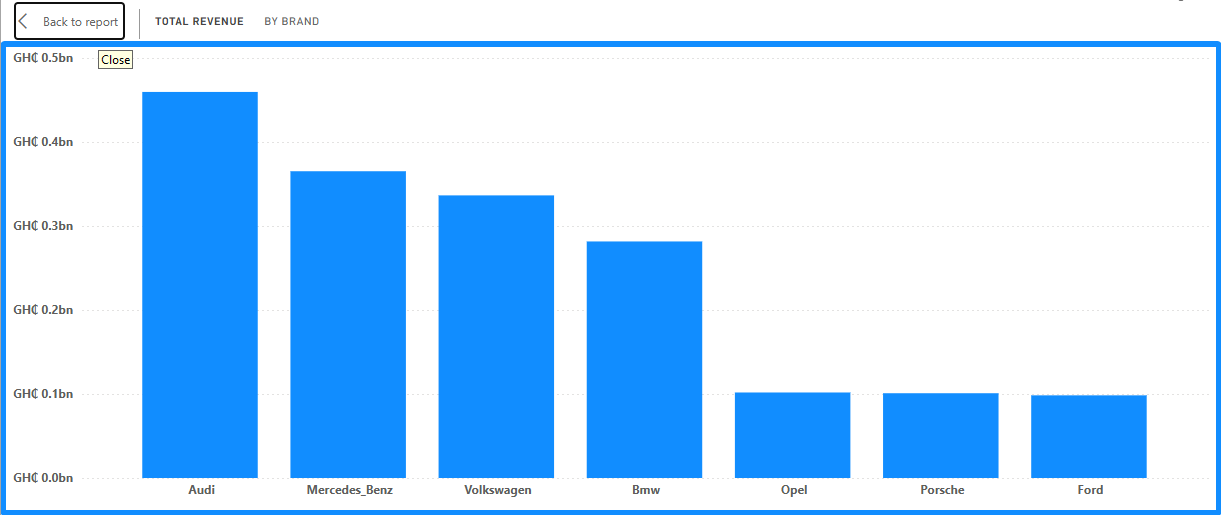 Back to report
TOTAL REVENUE BY BRAND
Close
GH₵ 0.5bn
GH₵ 0.4bn
GH₵ 0.3bn
GH₵ 0.2bn
GH₵ 0.1bn
GH₵ 0.0bn
Audi Mercedes_Benz Volkswagen Bmw Opel Porsche Ford